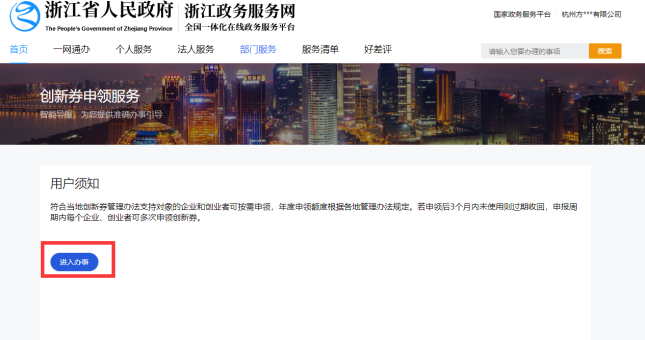 浙江省人民政府 浙江政务服务网
The People's Government of Zhejiang Province 全国一体化在线政务服务平台
国家政务服务平台 杭州方***有限公司
首页 一网通办 个人服务 法人服务 部门服务 服务清单 好差评 请输入您要办理的事项 搜索
创新券申领服务
智能导服，为您提供准确办事引导
用户须知
符合当地创新券管理办法支持对象的企业和创业者可按需申领，年度申领额度根据各地管理办法规定。若申领后3个月内未使用则过期收回，申报周
期内每个企业、创业者可多次申领创新券。
进入办事